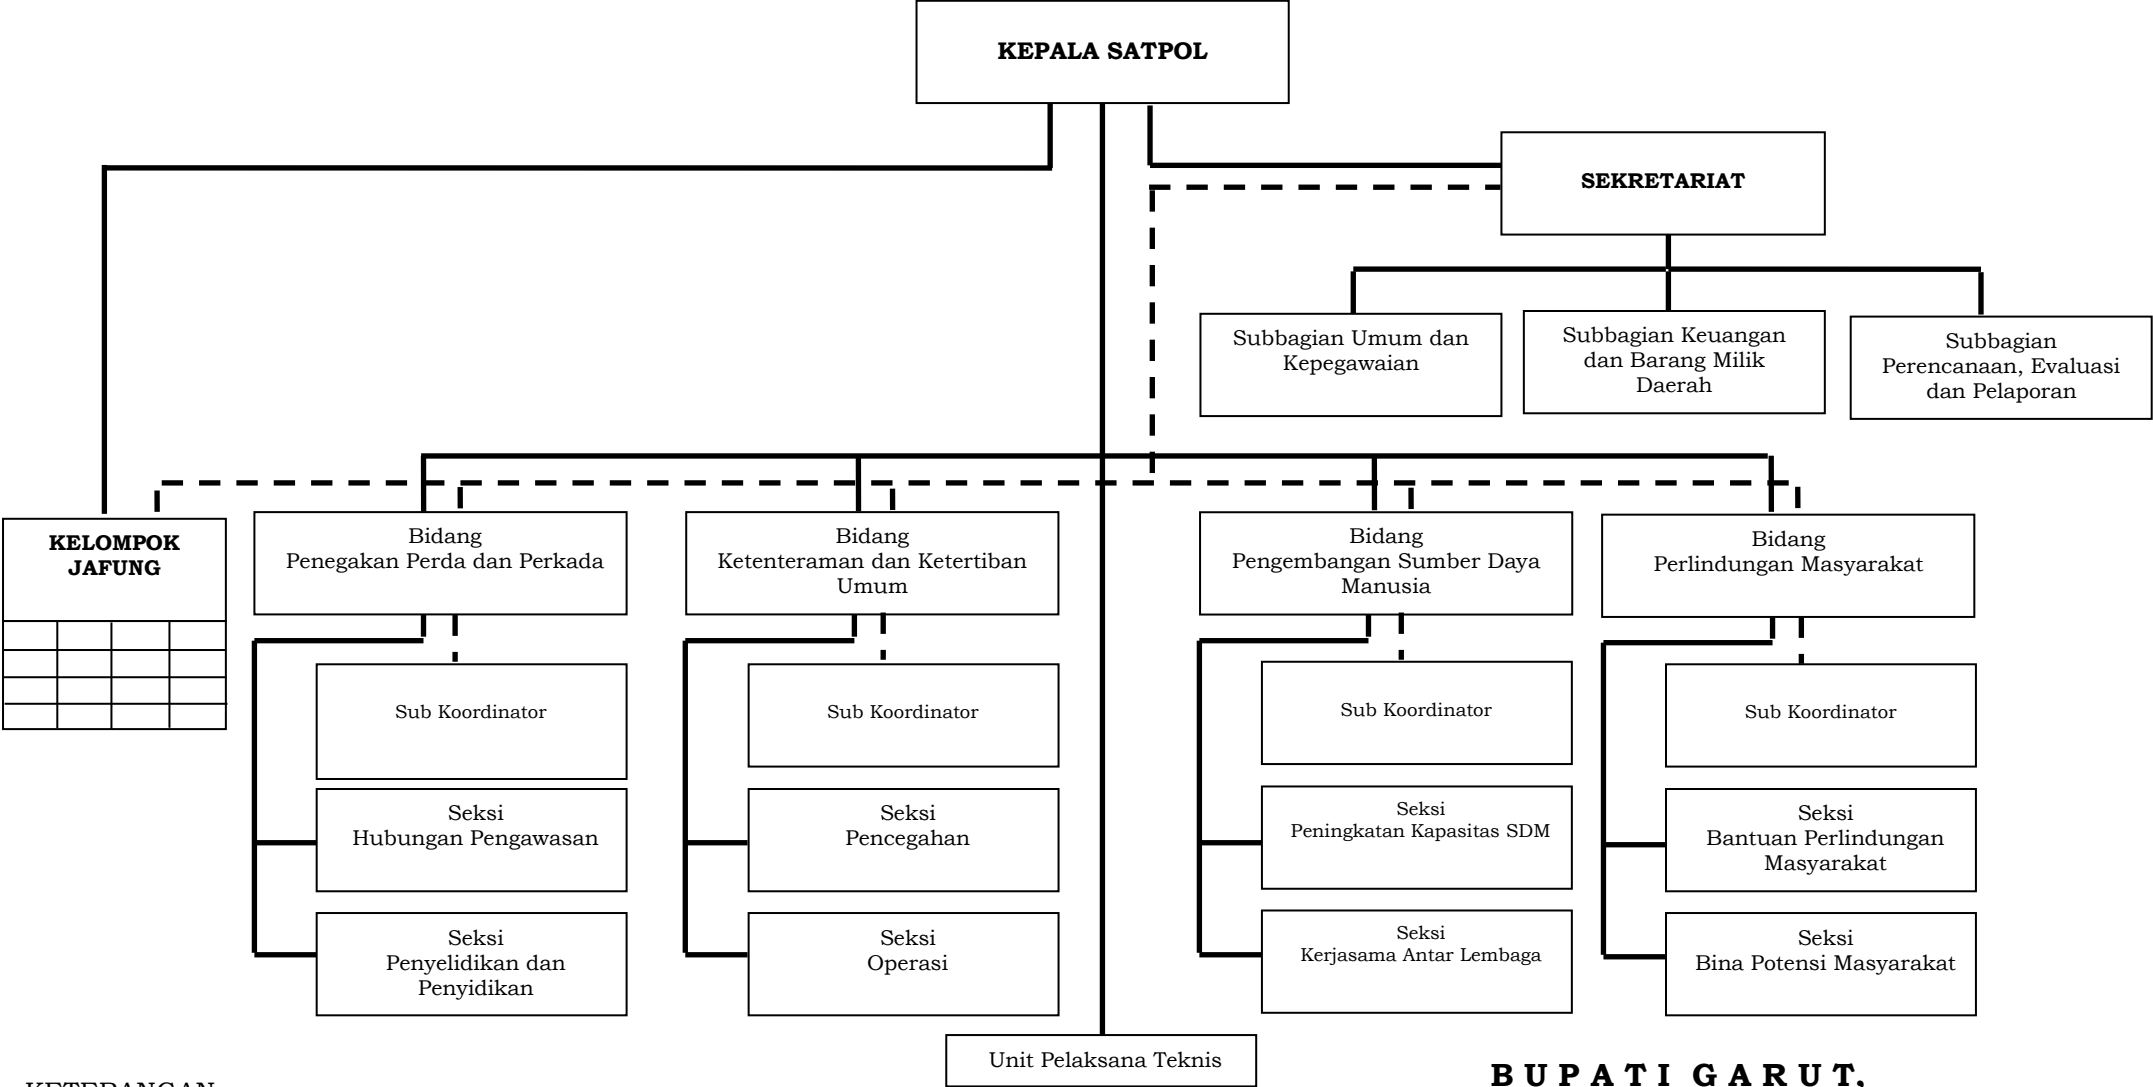 KEPALA SATPOL
SEKRETARIAT
Subbagian Umum dan
Kepegawaian
Subbagian Keuangan
dan Barang Milik
Daerah
Subbagian
Perencanaan, Evaluasi
dan Pelaporan
KELOMPOK
JAFUNG
Bidang
Penegakan Perda dan Perkada
Bidang
Ketenteraman dan Ketertiban
Umum
Bidang
Pengembangan Sumber Daya
Manusia
Bidang
Perlindungan Masyarakat
Sub Koordinator
Sub Koordinator
Sub Koordinator
Sub Koordinator
Seksi
Hubungan Pengawasan
Seksi
Pencegahan
Seksi
Peningkatan Kapasitas SDM
Seksi
Bantuan Perlindungan
Masyarakat
Seksi
Penyelidikan dan
Penyidikan
Seksi
Operasi
Seksi
Kerjasama Antar Lembaga
Seksi
Bina Potensi Masyarakat
Unit Pelaksana Teknis
KETERANGAN
B U P A T I G A R U T,